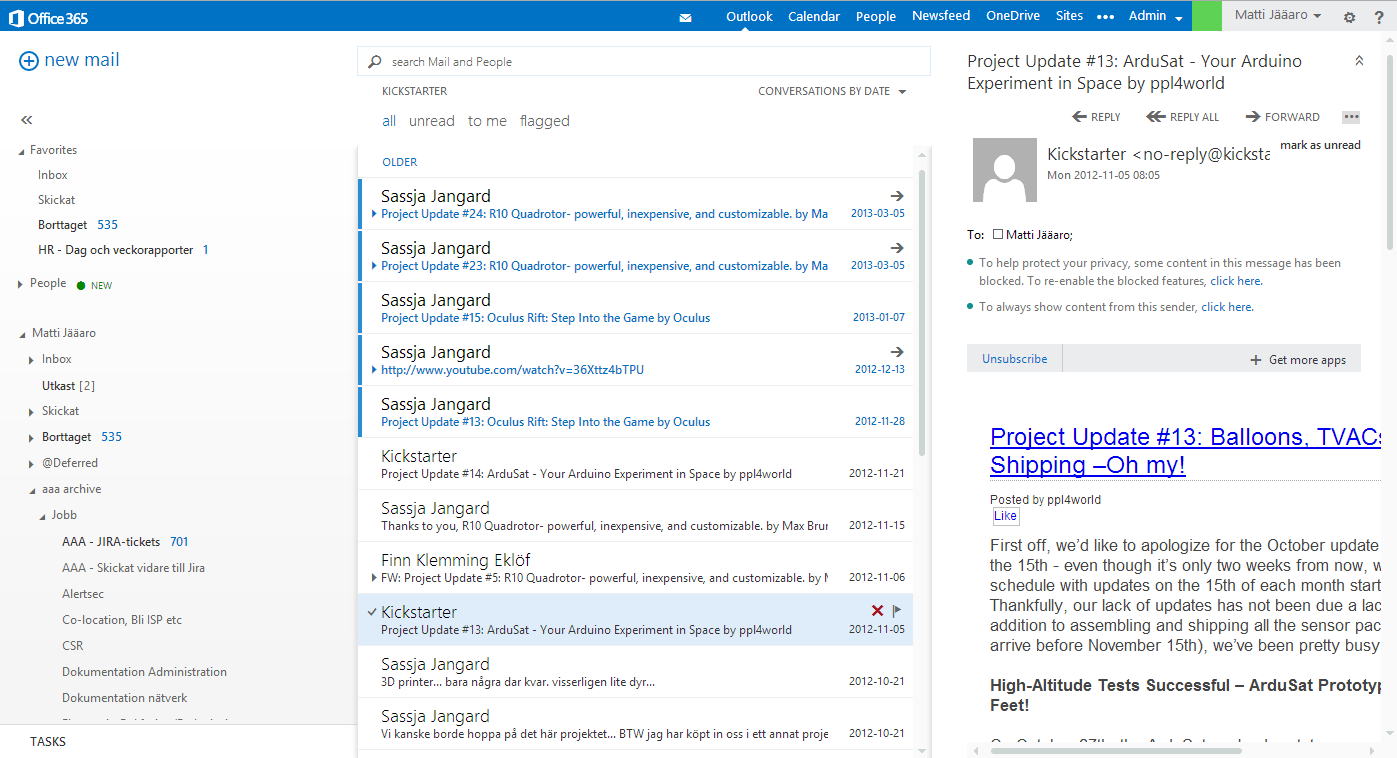 Office 365
Outlook Calendar People Newsfeed OneDrive Sites ••• Admin Matti Jääaro ?
new mail
Favorites
Inbox
Skickat
Borttaget 535
HR - Dag och veckorapporter 1
People NEW
Matti Jääaro
Inbox
Utkast [2]
Skickat
Borttaget 535
@Deferred
aaa archive
Jobb
AAA - JIRA-tickets 701
AAA - Skickat vidare till Jira
Alertsec
Co-location, Bli ISP etc
CSR
Dokumentation Administration
Dokumentation nätverk
TASKS
search Mail and People
KICKSTARTER CONVERSATIONS BY DATE
all unread to me flagged
OLDER
Sassja Jangard
Project Update #24: R10 Quadrotor- powerful, inexpensive, and customizable. by Ma 2013-03-05
Sassja Jangard
Project Update #23: R10 Quadrotor- powerful, inexpensive, and customizable. by Ma 2013-03-05
Sassja Jangard
Project Update #15: Oculus Rift: Step Into the Game by Oculus 2013-01-07
Sassja Jangard
http://www.youtube.com/watch?v=36Xttz4bTPU 2012-12-13
Sassja Jangard
Project Update #13: Oculus Rift: Step Into the Game by Oculus 2012-11-28
Kickstarter
Project Update #14: ArduSat - Your Arduino Experiment in Space by ppl4world 2012-11-21
Sassja Jangard
Thanks to you, R10 Quadrotor- powerful, inexpensive, and customizable. by Max Brur 2012-11-15
Finn Klemming Eklöf
FW: Project Update #5: R10 Quadrotor- powerful, inexpensive, and customizable. by 2012-11-06
Kickstarter
Project Update #13: ArduSat - Your Arduino Experiment in Space by ppl4world 2012-11-05
Sassja Jangard
3D printer... bara några dar kvar. visserligen lite dyr... 2012-10-21
Sassja Jangard
Vi kanske borde hoppa på det här projektet... BTW jag har köpt in oss i ett annat proje 2012-10-21
Project Update #13: ArduSat - Your Arduino
Experiment in Space by ppl4world
REPLY REPLY ALL FORWARD •••
mark as unread
Kickstarter <no-reply@kicksta
Mon 2012-11-05 08:05
To: Matti Jääaro;
To help protect your privacy, some content in this message has been
blocked. To re-enable the blocked features, click here.
To always show content from this sender, click here.
Unsubscribe + Get more apps
Project Update #13: Balloons, TVACs
Shipping –Oh my!
Posted by ppl4world
Like
First off, we’d like to apologize for the October update
the 15th - even though it’s only two weeks from now, w
schedule with updates on the 15th of each month start
Thankfully, our lack of updates has not been due a lac
addition to assembling and shipping all the sensor pac
arrive before November 15th), we’ve been pretty busy
High-Altitude Tests Successful – ArduSat Prototyp
Feet!